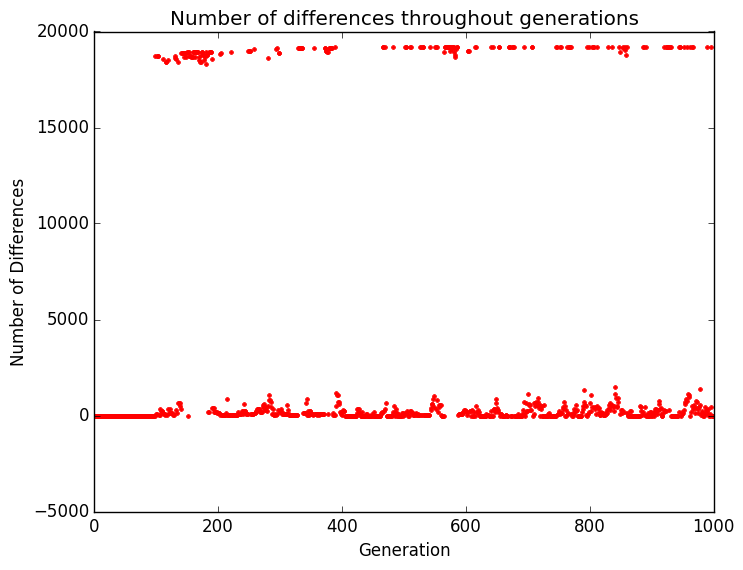 Number of differences throughout generations
20000
15000
10000
5000
0
−5000
Number of Differences
0 200 400 600 800 1000
Generation